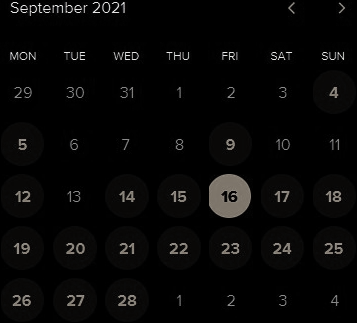 September 2021
MON TUE WED THU FRI SAT SUN
29 30 31 1 2 3 4
5 6 7 8 9 10 11
12 13 14 15 16 17 18
19 20 21 22 23 24 25
26 27 28 1 2 3 4